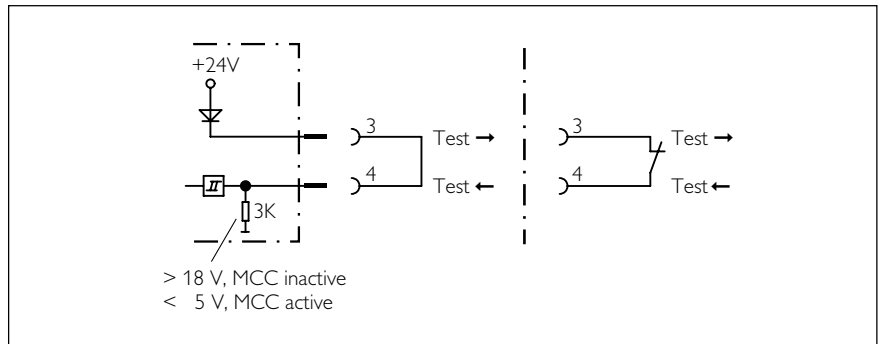 +24V
3
Test →
4
Test ←
3K
> 18 V, MCC inactive
< 5 V, MCC active
3
Test →
4
Test ←